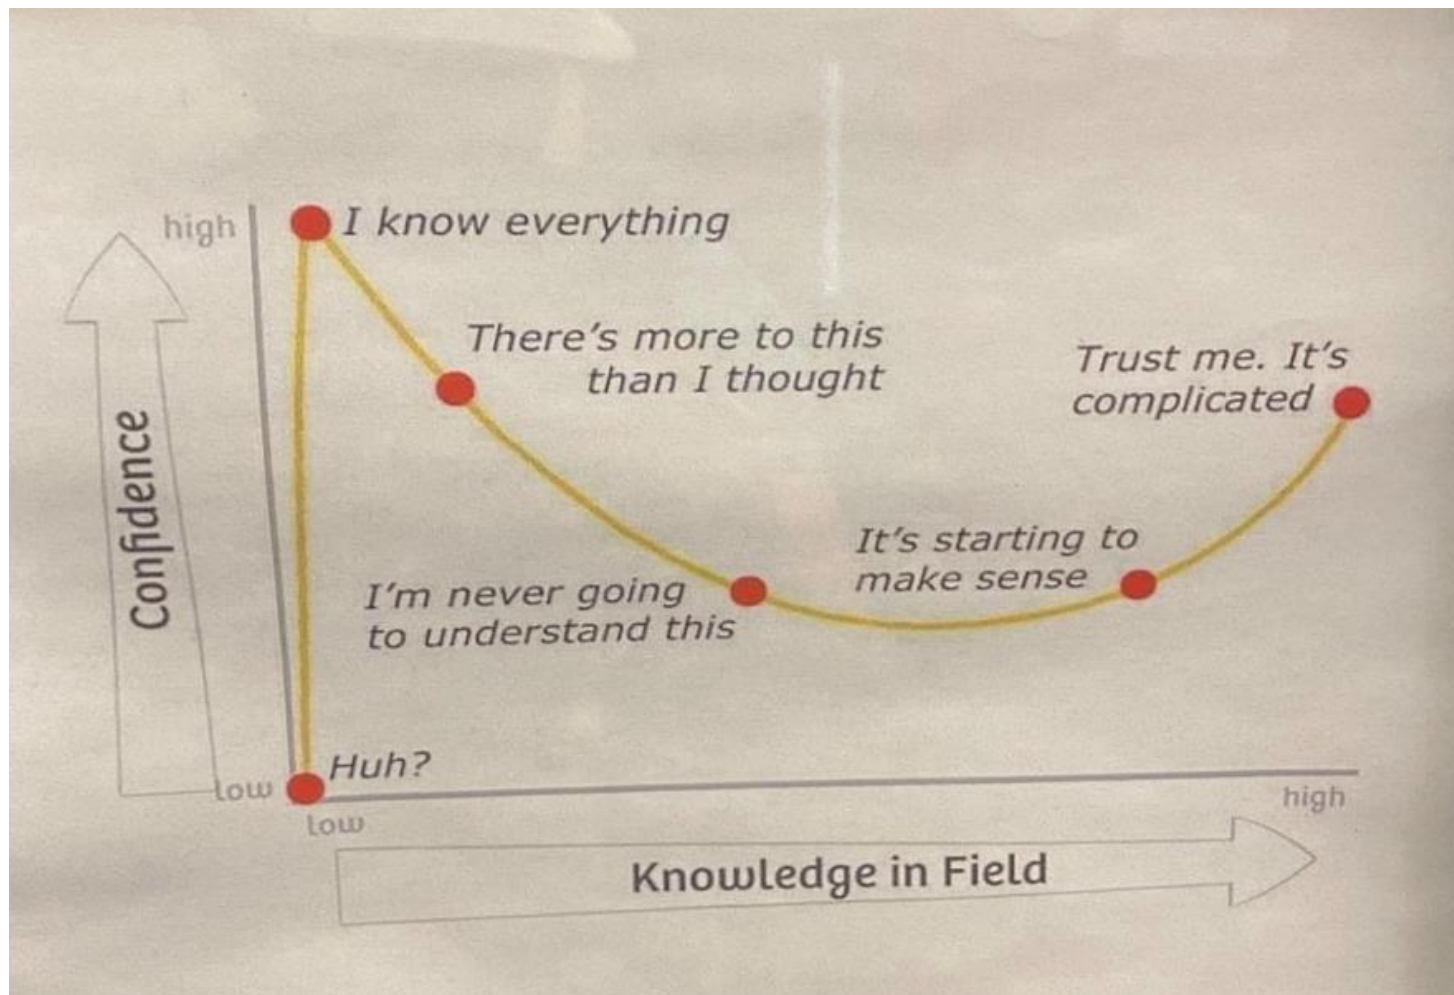 high
I know everything
There's more to this
than I thought
Trust me. It's
complicated
Confidence
It's starting to
make sense
I'm never going
to understand this
Huh?
low
low
high
Knowledge in Field